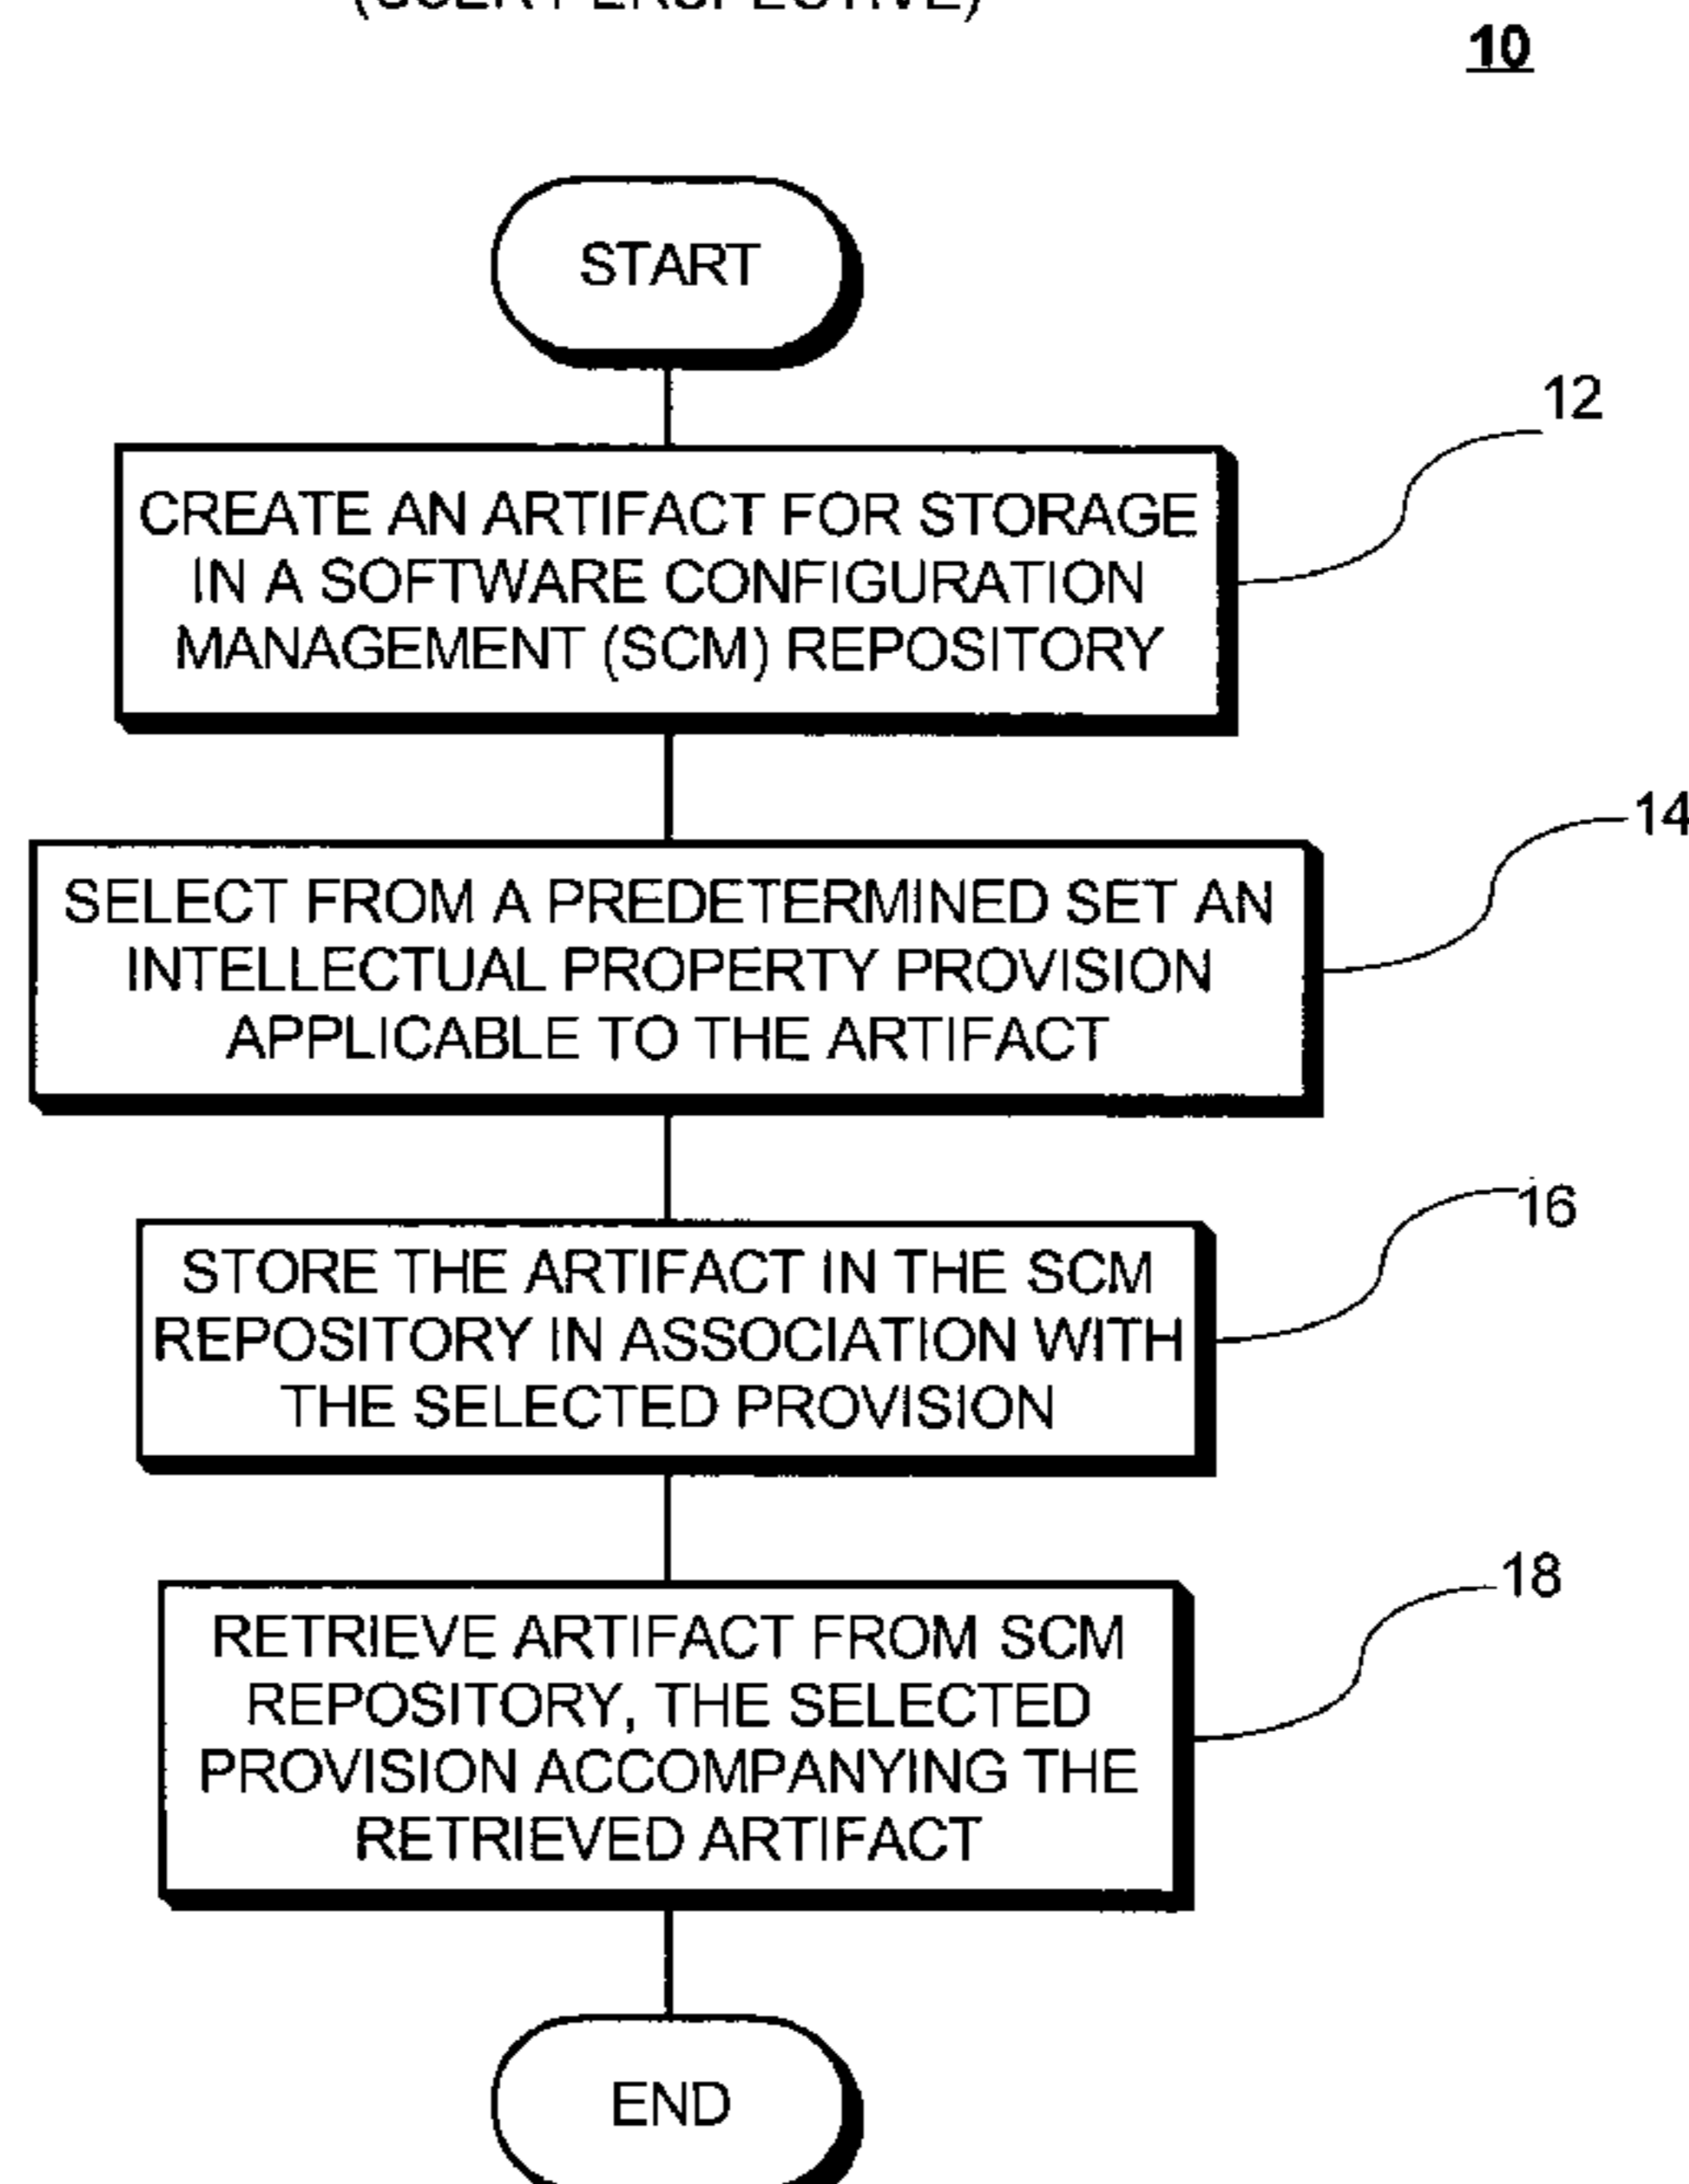 (USER PERSPECTIVE)
10
START
12
CREATE AN ARTIFACT FOR STORAGE
IN A SOFTWARE CONFIGURATION
MANAGEMENT (SCM) REPOSITORY
14
SELECT FROM A PREDETERMINED SET AN
INTELLECTUAL PROPERTY PROVISION
APPLICABLE TO THE ARTIFACT
16
STORE THE ARTIFACT IN THE SCM
REPOSITORY IN ASSOCIATION WITH
THE SELECTED PROVISION
18
RETRIEVE ARTIFACT FROM SCM
REPOSITORY, THE SELECTED
PROVISION ACCOMPANYING THE
RETRIEVED ARTIFACT
END